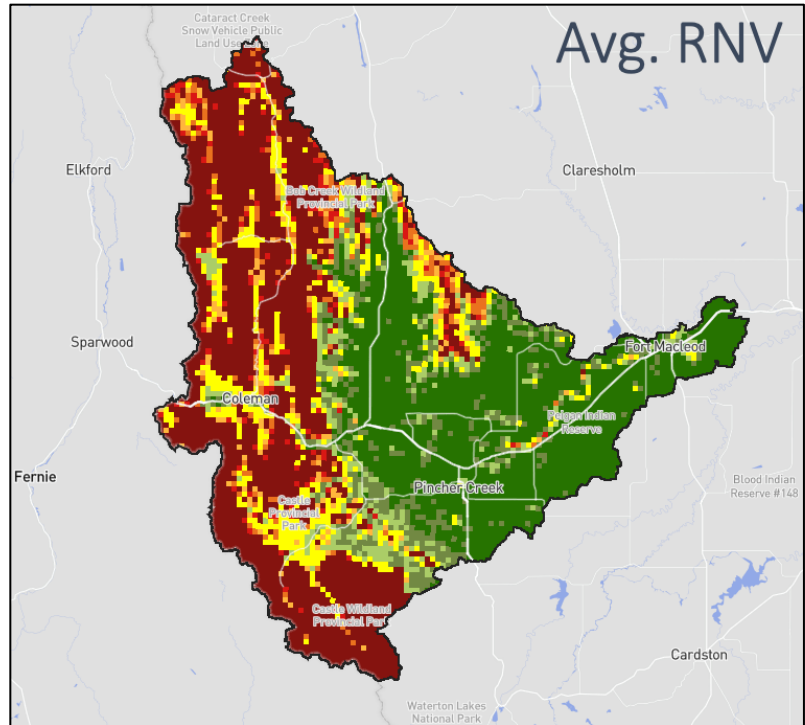 Avg. RNV
Cataract Creek
Snow Vehicle Public
Land Use Zone
Elkford
Claresholm
Bob Creek Wildland
Provincial Park
Sparwood
Fort Macleod
Coleman
Peigan Indian
Reserve
Fernie
Pincher Creek
Blood Indian
Reserve #148
Castle
Provincial
Park
Castle Wildland
Provincial Par
Cardston
Waterton Lakes
National Park